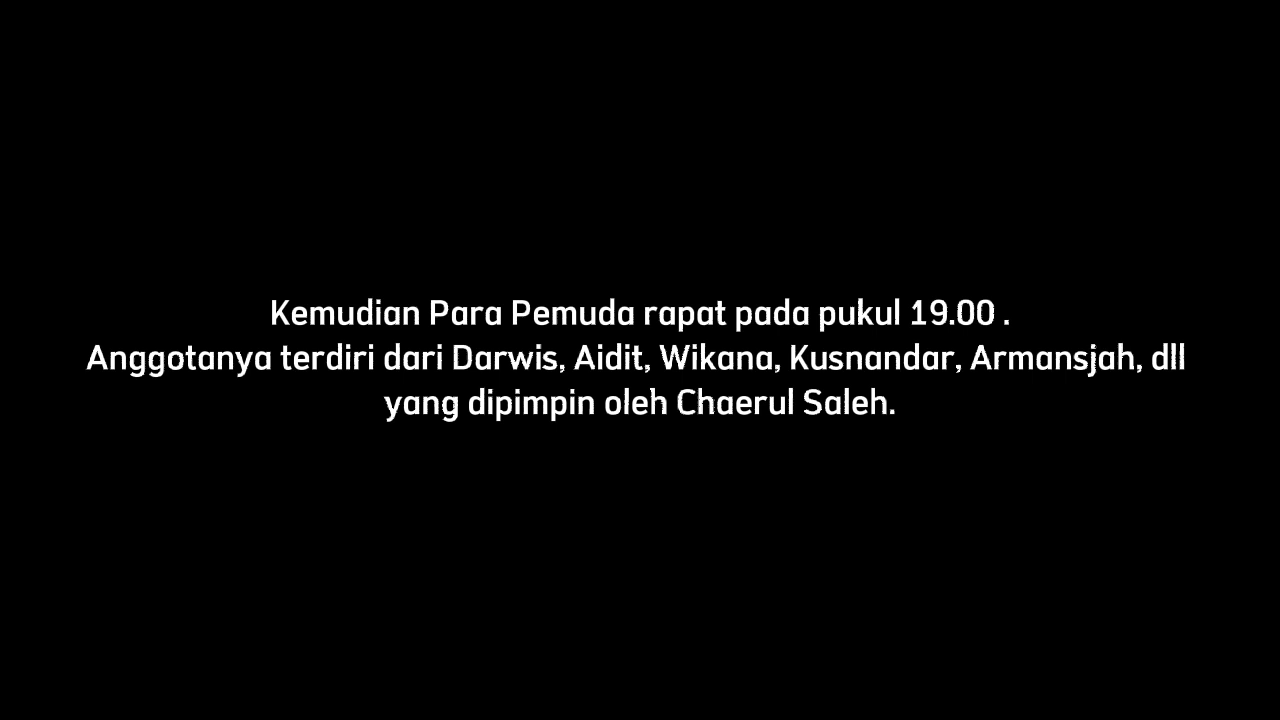 Kemudian Para Pemuda rapat pada pukul 19.00 .
Anggotanya terdiri dari Darwis, Aidit, Wikana, Kusnandar, Armansjah, dll
yang dipimpin oleh Chaerul Saleh.